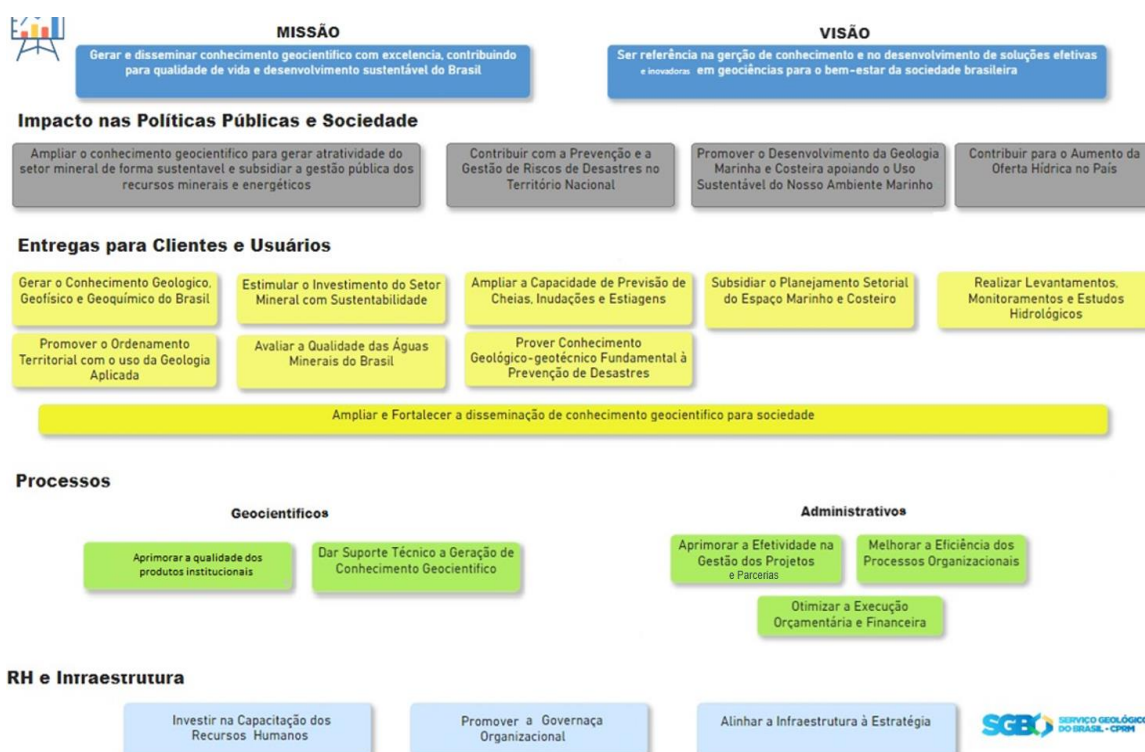 MISSÃO
Gerar e disseminar conhecimento geocientifico com excelencia, contribuindo
para qualidade de vida e desenvolvimento sustentável do Brasil
VISÃO
Ser referência na gerção de conhecimento e no desenvolvimento de soluções efetivas
e inovadoras em geociências para o bem-estar da sociedade brasileira
Impacto nas Políticas Públicas e Sociedade
Ampliar o conhecimento geocientifico para gerar atratividade do
setor mineral de forma sustentavel e subsidiar a gestão pública dos
recursos minerais e energéticos
Contribuir com a Prevenção e a
Gestão de Riscos de Desastres no
Território Nacional
Promover o Desenvolvimento da Geologia
Marinha e Costeira apoiando o Uso
Sustentável do Nosso Ambiente Marinho
Contribuir para o Aumento da
Oferta Hídrica no País
Entregas para Clientes e Usuários
Gerar o Conhecimento Geologico,
Geofísico e Geoquímico do Brasil
Estimular o Investimento do Setor
Mineral com Sustentabilidade
Ampliar a Capacidade de Previsão de
Cheias, Inudações e Estiagens
Subsidiar o Planejamento Setorial
do Espaço Marinho e Costeiro
Realizar Levantamentos,
Monitoramentos e Estudos
Hidrológicos
Promover o Ordenamento
Territorial com o uso da Geologia
Aplicada
Avaliar a Qualidade das Águas
Minerais do Brasil
Prover Conhecimento
Geológico-geotécnico Fundamental à
Prevenção de Desastres
Ampliar e Fortalecer a disseminação de conhecimento geocientifico para sociedade
Processos
Geocientíficos
Aprimorar a qualidade dos
produtos institucionais
Dar Suporte Técnico a Geração de
Conhecimento Geocientifico
Administrativos
Aprimorar a Efetividade na
Gestão dos Projetos
e Parcerias
Melhorar a Eficiência dos
Processos Organizacionais
Otimizar a Execução
Orçamentária e Financeira
RH e Infraestrutura
Investir na Capacitação dos
Recursos Humanos
Promover a Governaça
Organizacional
Alinhar a Infraestrutura à Estratégia
SGB
SERVIÇO GEOLÓGICO
DO BRASIL - CPRM